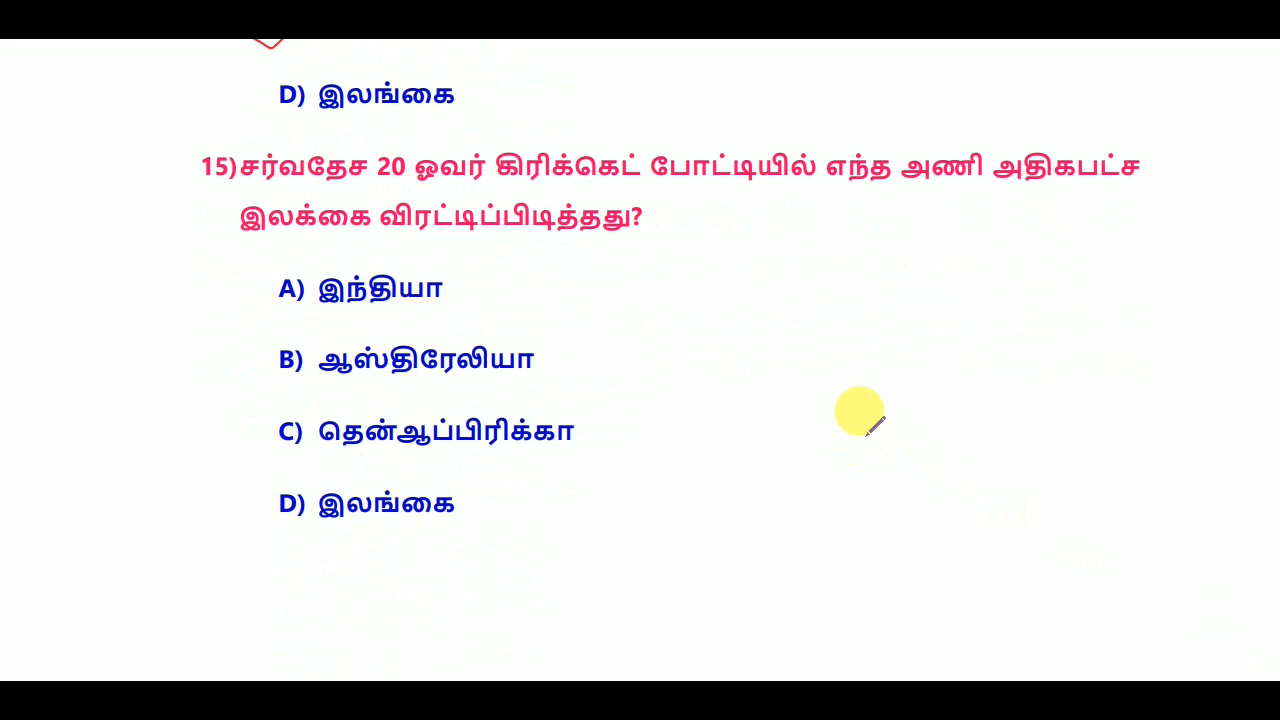 D) இலங்கை
15)சர்வதேச 20 ஓவர் கிரிக்கெட் போட்டியில் எந்த அணி அதிகபட்ச
இலக்கை விரட்டிப்பிடித்தது?
A) இந்தியா
B) ஆஸ்திரேலியா
C) தென்ஆப்பிரிக்கா
D) இலங்கை